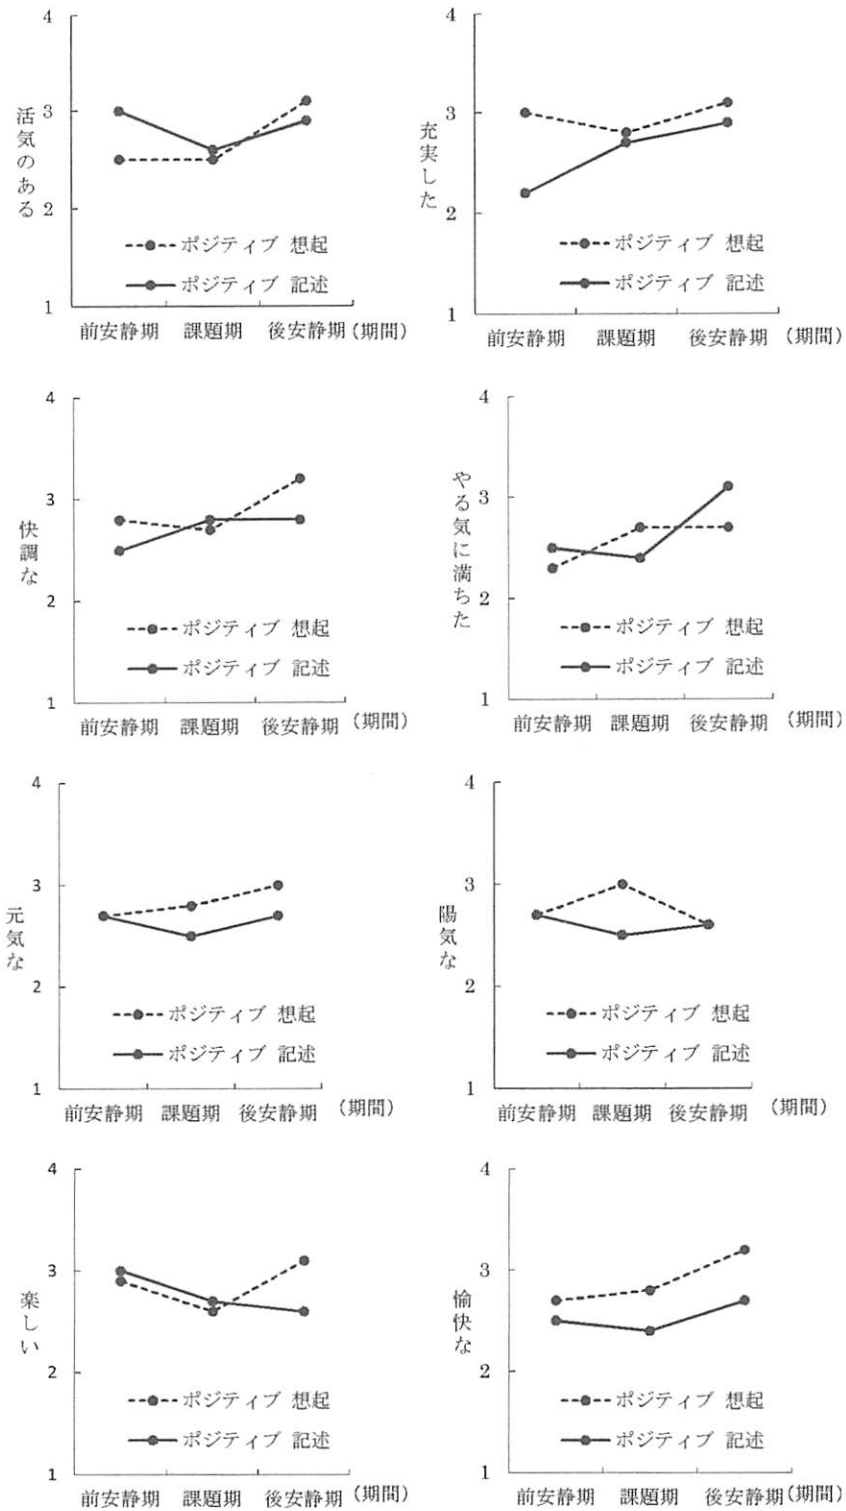 4
3
2
1
活気のある
ポジティブ 想起
ポジティブ 記述
前安静期 課題期 後安静期 (期間)
4
3
2
1
充実した
ポジティブ 想起
ポジティブ 記述
前安静期 課題期 後安静期 (期間)
4
3
2
1
快調な
ポジティブ 想起
ポジティブ 記述
前安静期 課題期 後安静期 (期間)
4
3
2
1
やる気に満ちた
ポジティブ 想起
ポジティブ 記述
前安静期 課題期 後安静期 (期間)
4
3
2
1
元気な
ポジティブ 想起
ポジティブ 記述
前安静期 課題期 後安静期 (期間)
4
3
2
1
陽気な
ポジティブ 想起
ポジティブ 記述
前安静期 課題期 後安静期 (期間)
4
3
2
1
楽しい
ポジティブ 想起
ポジティブ 記述
前安静期 課題期 後安静期 (期間)
4
3
2
1
愉快な
ポジティブ 想起
ポジティブ 記述
前安静期 課題期 後安静期 (期間)